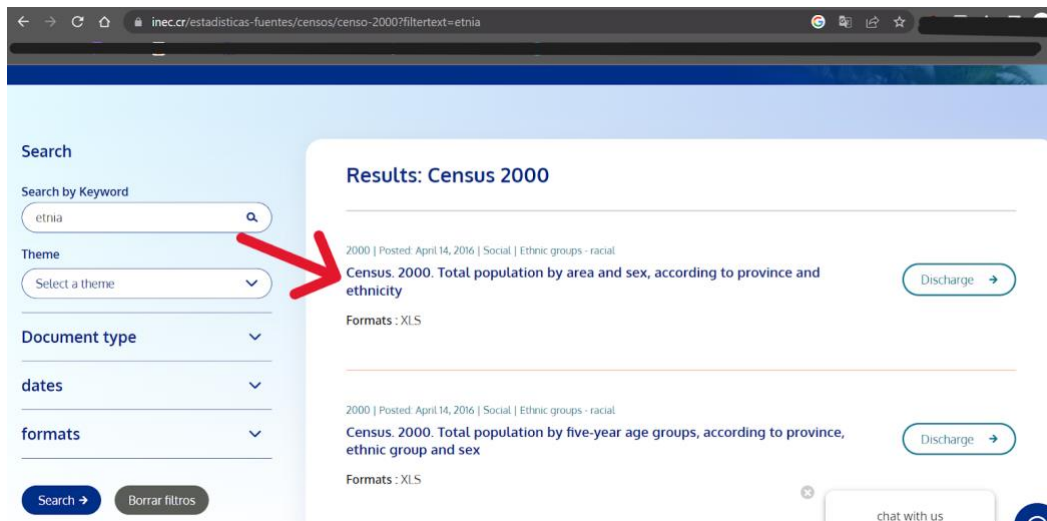 inec.cr/estadisticas-fuentes/censos/censo-2000?filtertext=etnia
Search
Search by Keyword
etnia
Theme
Select a theme
Document type
dates
formats
Search →
Borrar filtros
Results: Census 2000
2000 | Posted: April 14, 2016 | Social | Ethnic groups - racial
Census. 2000. Total population by area and sex, according to province and
ethnicity
Discharge →
Formats : XLS
2000 | Posted: April 14, 2016 | Social | Ethnic groups - racial
Census. 2000. Total population by five-year age groups, according to province,
ethnic group and sex
Discharge →
Formats : XLS
chat with us